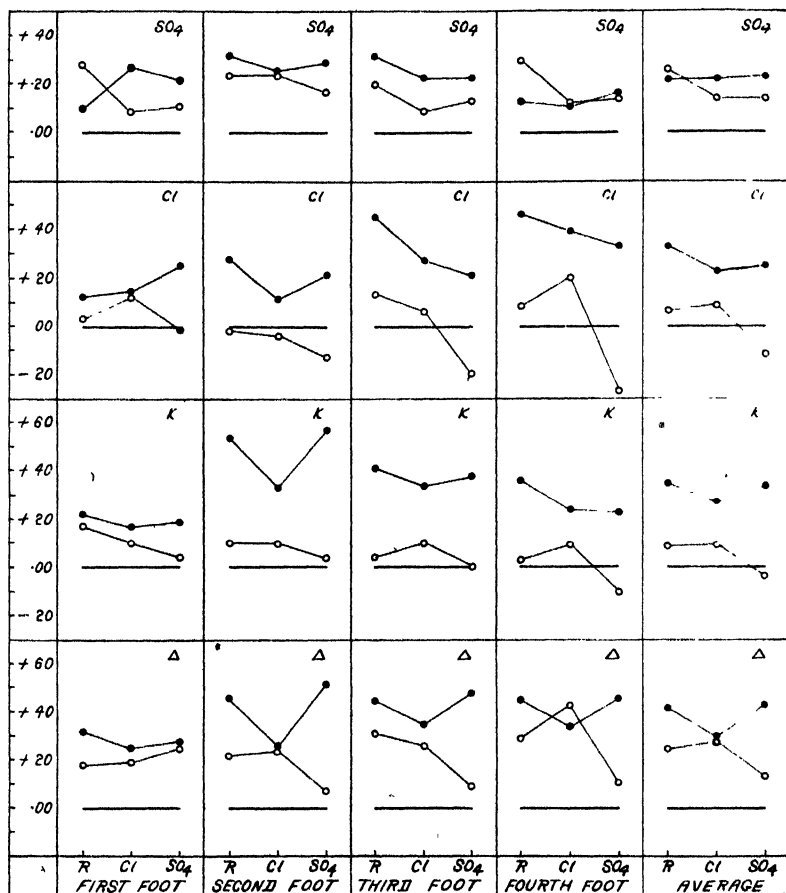 SO4 SO4 SO4 SO4 SO4
+ 40
+.20
.00
Cl Cl Cl Cl Cl
+ 40
+ 20
.00
- 20
K K K K k
+ 60
+ 40
+ 20
.00
- 20
Δ Δ Δ Δ Δ
+ 60
+ 40
+ 20
.00
R Cl SO4 R Cl SO4 R Cl SO4 R Cl SO4 R Cl SO4
FIRST FOOT SECOND FOOT THIRD FOOT FOURTH FOOT AVERAGE